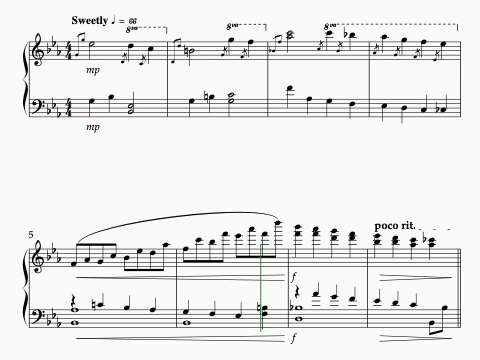 Sweetly ♩ = 66
8va
8va
8va
mp
mp
5
poco rit.
f
f